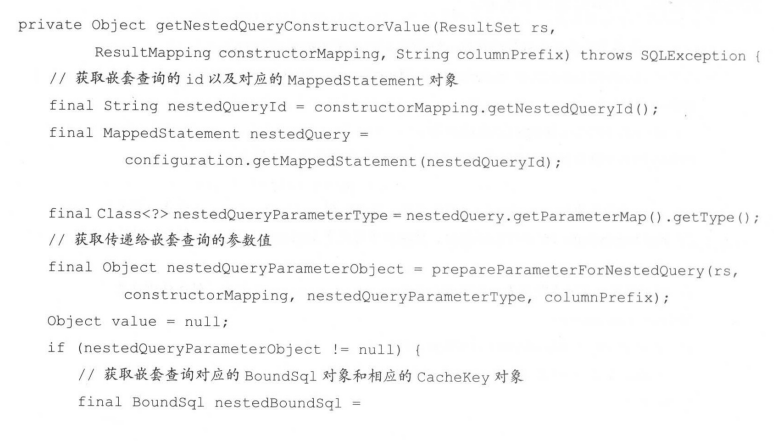 private Object getNestedQueryConstructorValue(ResultSet rs,
ResultMapping constructorMapping, String columnPrefix) throws SQLException {
// 获取嵌套查询的 id 以及对应的 MappedStatement 对象
final String nestedQueryId = constructorMapping.getNestedQueryId();
final MappedStatement nestedQuery =
configuration.getMappedStatement(nestedQueryId);
final Class<?> nestedQueryParameterType = nestedQuery.getParameterMap().getType();
// 获取传递给嵌套查询的参数值
final Object nestedQueryParameterObject = prepareParameterForNestedQuery(rs,
constructorMapping, nestedQueryParameterType, columnPrefix);
Object value = null;
if (nestedQueryParameterObject != null) {
// 获取嵌套查询对应的 BoundSql 对象和相应的 CacheKey 对象
final BoundSql nestedBoundSql =